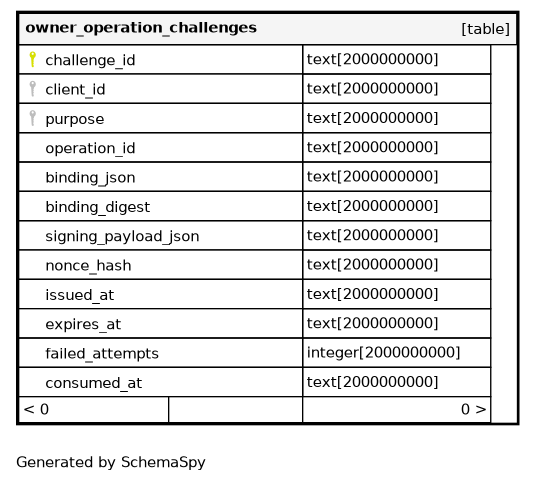 owner_operation_challenges [table]
challenge_id text[2000000000]
client_id text[2000000000]
purpose text[2000000000]
operation_id text[2000000000]
binding_json text[2000000000]
binding_digest text[2000000000]
signing_payload_json text[2000000000]
nonce_hash text[2000000000]
issued_at text[2000000000]
expires_at text[2000000000]
failed_attempts integer[2000000000]
consumed_at text[2000000000]
< 0 0 >
Generated by SchemaSpy